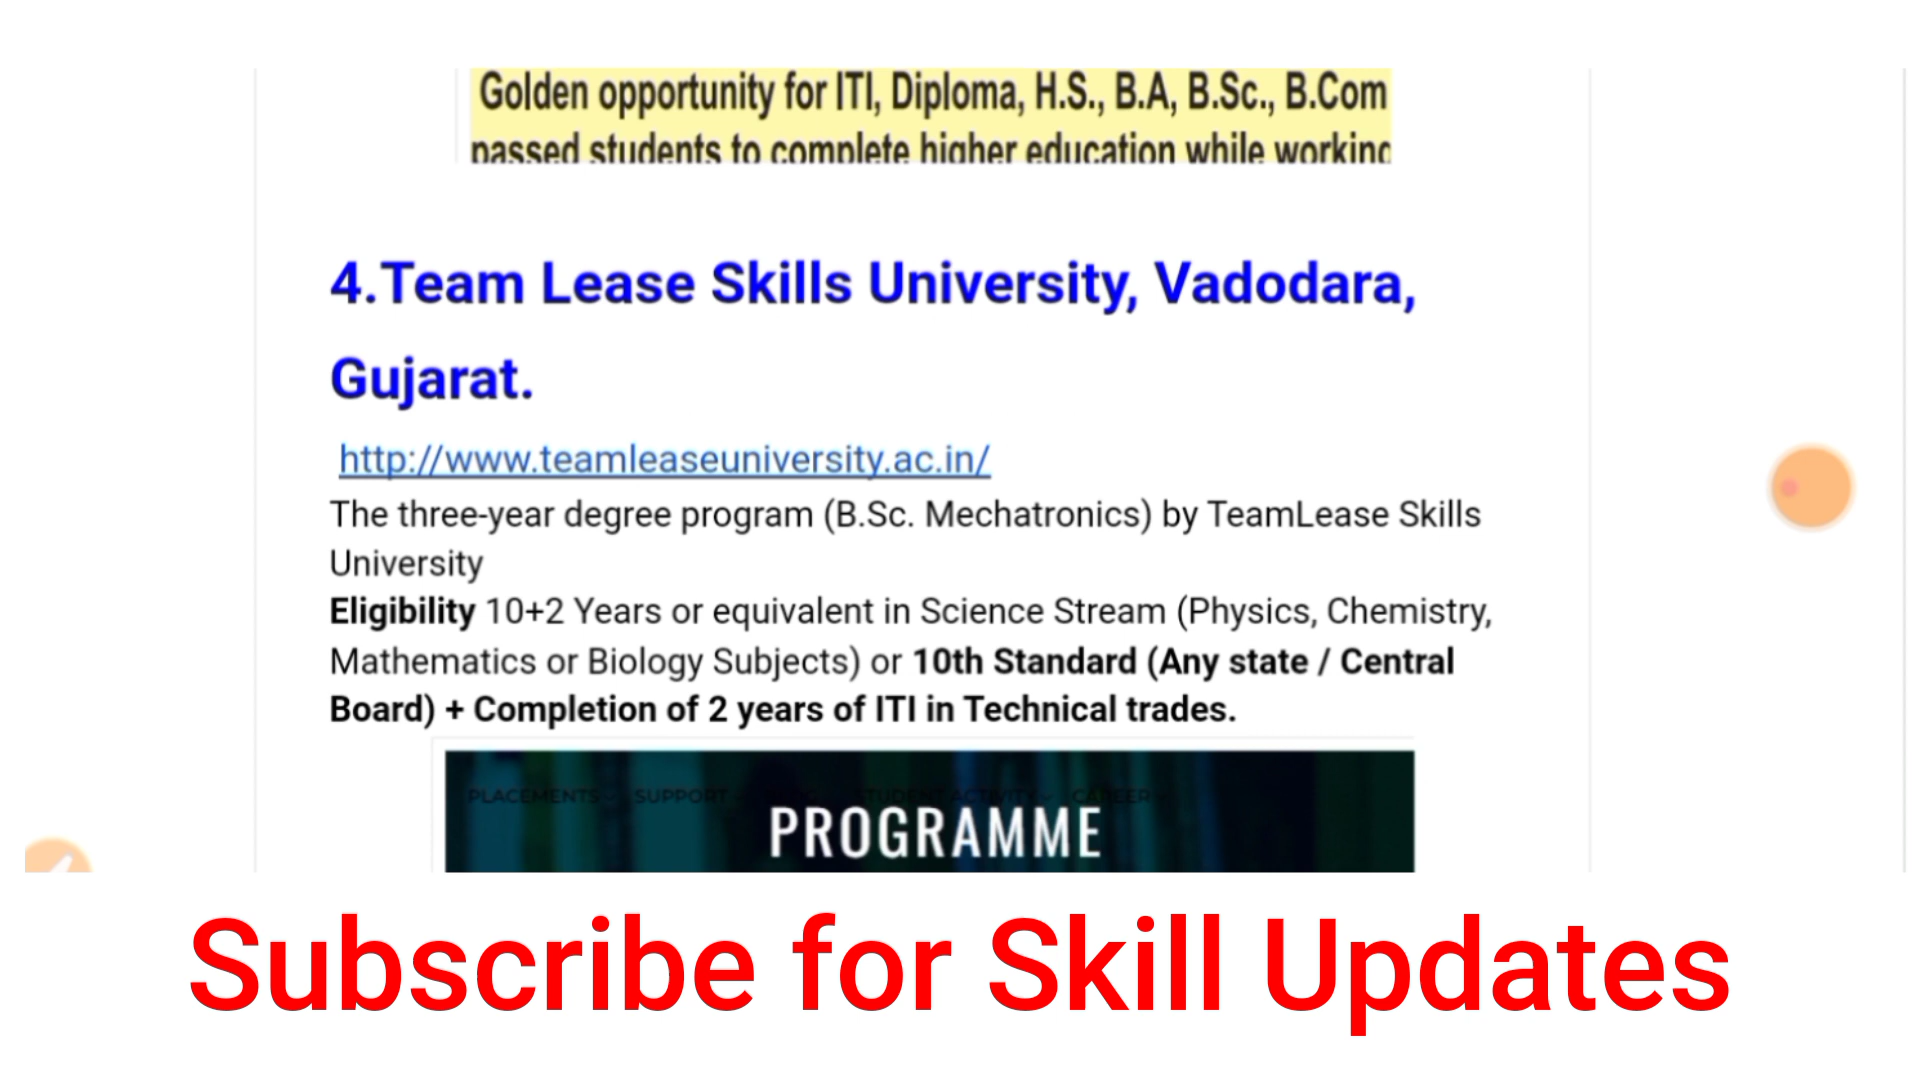 Golden opportunity for ITI, Diploma, H.S., B.A, B.Sc., B.Com
passed students to complete higher education while working
4.Team Lease Skills University, Vadodara,
Gujarat.
http://www.teamleaseuniversity.ac.in/
The three-year degree program (B.Sc. Mechatronics) by TeamLease Skills
University
Eligibility 10+2 Years or equivalent in Science Stream (Physics, Chemistry,
Mathematics or Biology Subjects) or 10th Standard (Any state / Central
Board) + Completion of 2 years of ITI in Technical trades.
PLACEMENTS SUPPORT STUDENT ACTIVITY CAREER
PROGRAMME
Subscribe for Skill Updates